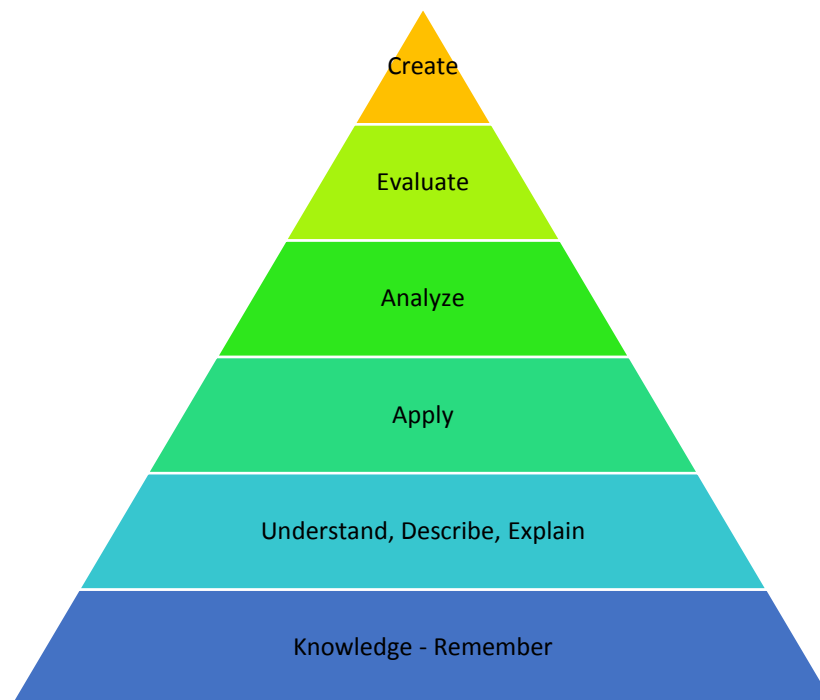 Create
Evaluate
Analyze
Apply
Understand, Describe, Explain
Knowledge - Remember